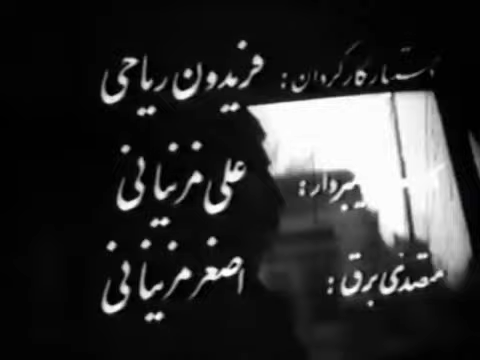 دستیار کارگردان: فریدون ریاحی
علی مزینانی
متصدی برق: اصغر مزینانی